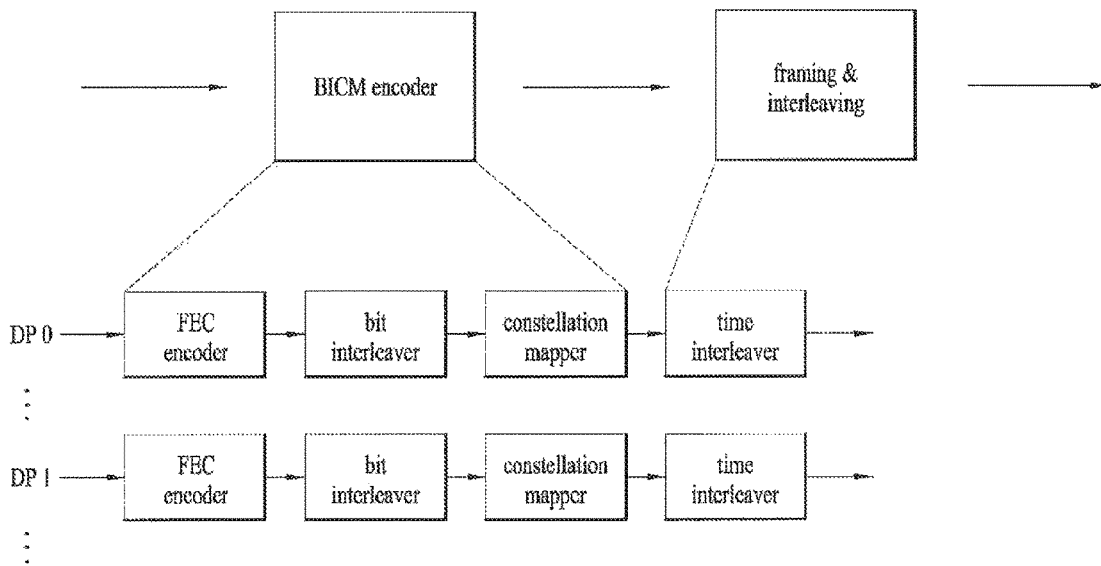 BICM encoder
framing &
interleaving
DP 0
FEC
encoder
bit
interleaver
constellation
mapper
time
interleaver
DP 1
FEC
encoder
bit
interleaver
constellation
mapper
time
interleaver